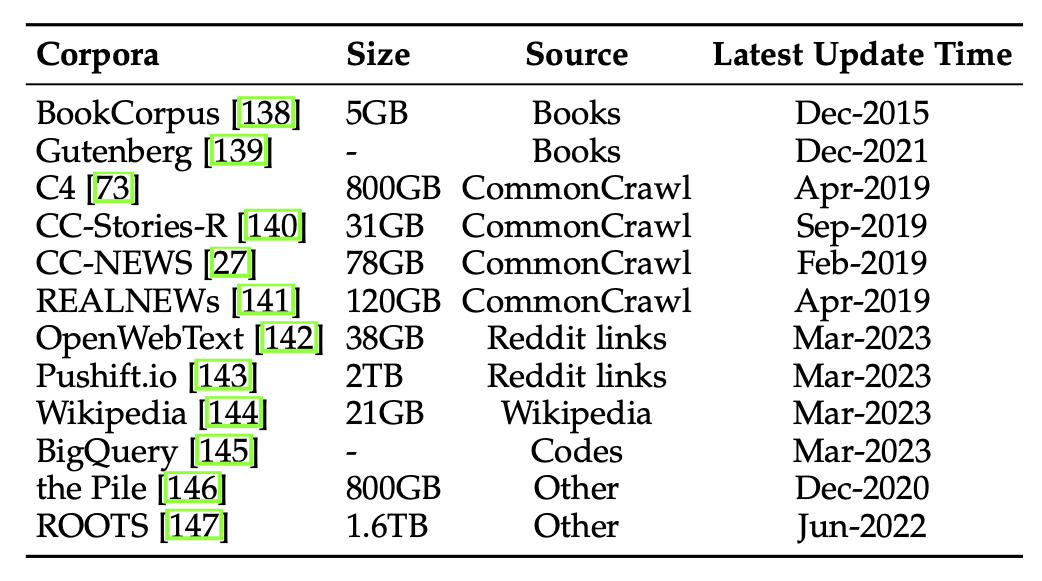 Corpora Size Source Latest Update Time
BookCorpus [138] 5GB Books Dec-2015
Gutenberg [139] - Books Dec-2021
C4 [73] 800GB CommonCrawl Apr-2019
CC-Stories-R [140] 31GB CommonCrawl Sep-2019
CC-NEWS [27] 78GB CommonCrawl Feb-2019
REALNEWs [141] 120GB CommonCrawl Apr-2019
OpenWebText [142] 38GB Reddit links Mar-2023
Pushift.io [143] 2TB Reddit links Mar-2023
Wikipedia [144] 21GB Wikipedia Mar-2023
BigQuery [145] - Codes Mar-2023
the Pile [146] 800GB Other Dec-2020
ROOTS [147] 1.6TB Other Jun-2022